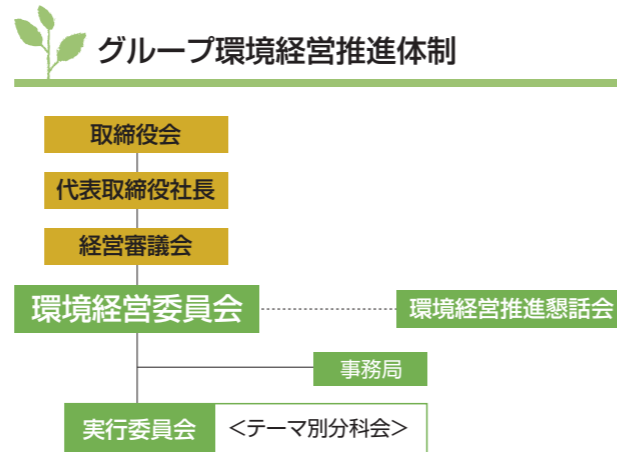 グループ環境経営推進体制
取締役会
代表取締役社長
経営審議会
環境経営委員会
環境経営推進懇話会
事務局
実行委員会
＜テーマ別分科会＞